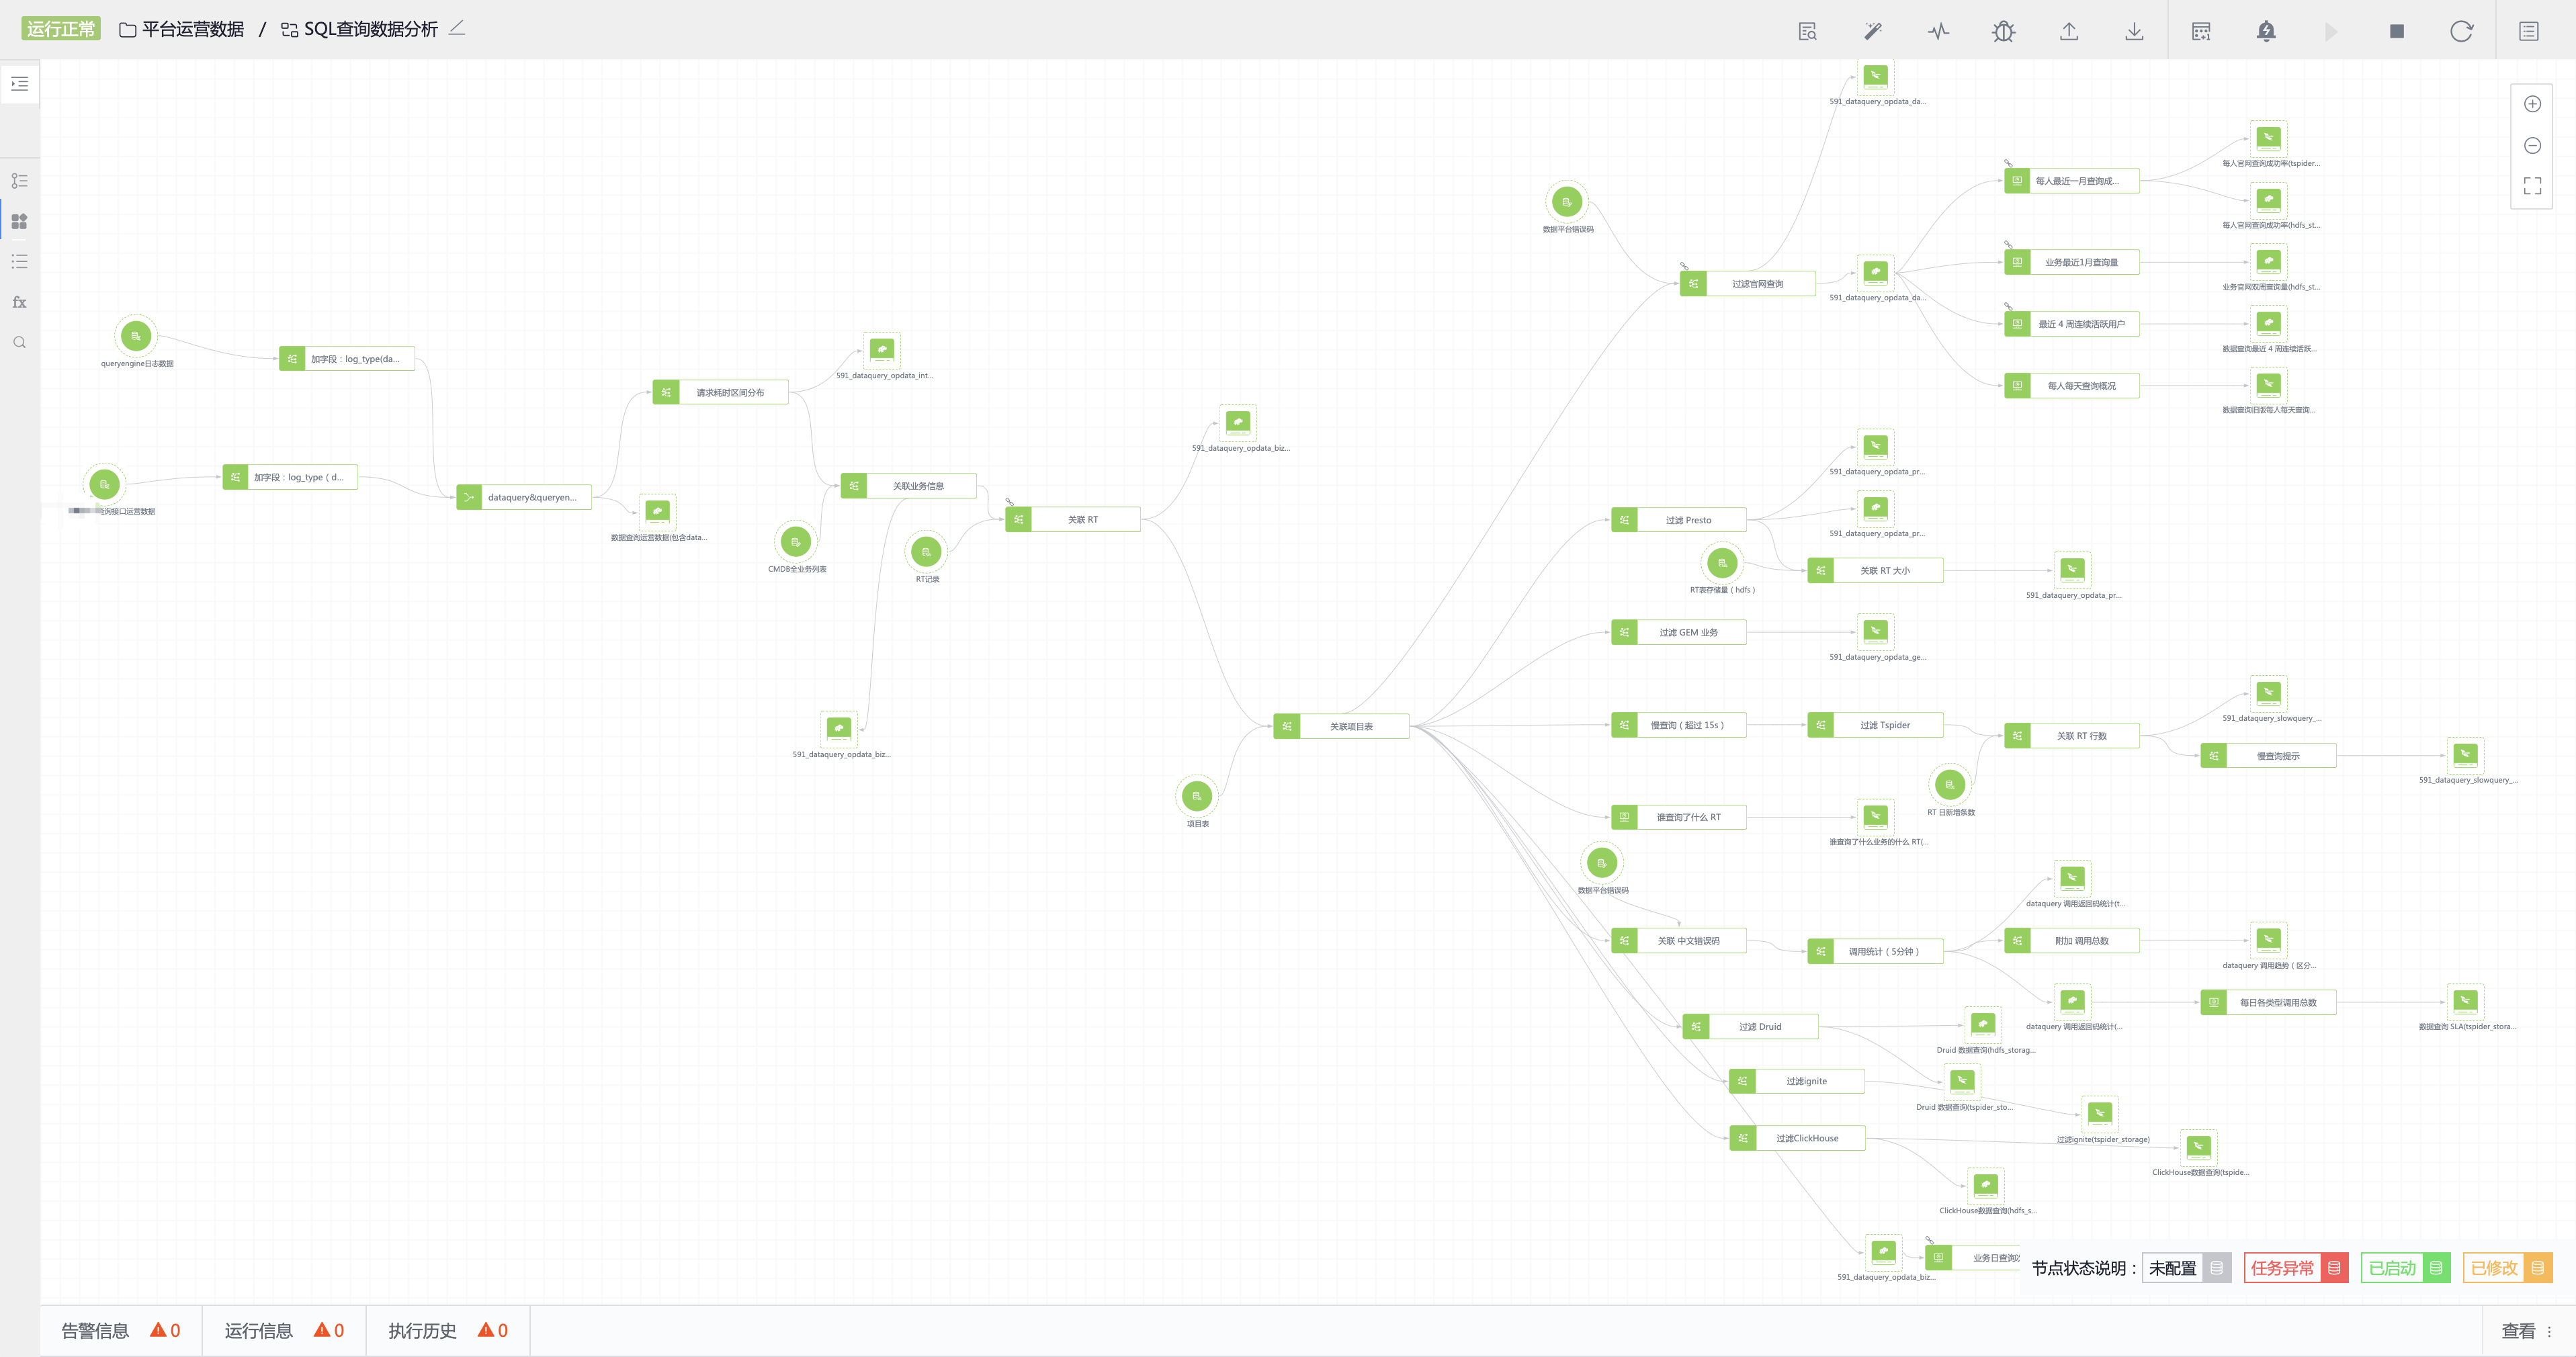 运行正常
平台运营数据 / SQL查询数据分析
591_dataquery_opdata_da...
每人官网查询成功率(tspider...
数据平台错误码
每人最近一月查询成...
每人官网查询成功率(hdfs_st...
过滤官网查询
591_dataquery_opdata_da...
业务最近1月查询量
业务官网双周查询量(hdfs_st...
最近 4 周连续活跃用户
数据查询最近 4 周连续活跃...
每人每天查询概况
数据查询旧版每人每天查询...
fx
queryengine日志数据
加字段：log_type(da...
591_dataquery_opdata_int...
请求耗时区间分布
591_dataquery_opdata_biz...
询接口运营数据
加字段：log_type（d...
dataquery&queryen...
数据查询运营数据(包含data...
关联业务信息
CMDB全业务列表
关联 RT
RT记录
591_dataquery_opdata_biz...
591_dataquery_opdata_pr...
过滤 Presto
591_dataquery_opdata_pr...
RT表存储量（hdfs）
关联 RT 大小
591_dataquery_opdata_pr...
过滤 GEM 业务
591_dataquery_opdata_ge...
关联项目表
项目表
慢查询（超过 15s）
过滤 Tspider
关联 RT 行数
591_dataquery_slowquery_...
慢查询提示
591_dataquery_slowquery_...
RT 日新增条数
谁查询了什么 RT
谁查询了什么业务的什么 RT(...
数据平台错误码
关联 中文错误码
调用统计（5分钟）
dataquery 调用返回码统计(t...
附加 调用总数
dataquery 调用趋势（区分...
dataquery 调用返回码统计(...
每日各类型调用总数
数据查询 SLA(tspider_stora...
过滤 Druid
Druid 数据查询(hdfs_storag...
Druid 数据查询(tspider_sto...
过滤ignite
过滤ignite(tspider_storage)
过滤ClickHouse
ClickHouse数据查询(tspide...
ClickHouse数据查询(hdfs_s...
591_dataquery_opdata_biz...
业务日查询
节点状态说明： 未配置 任务异常 已启动 已修改
告警信息 0 运行信息 0 执行历史 0 查看